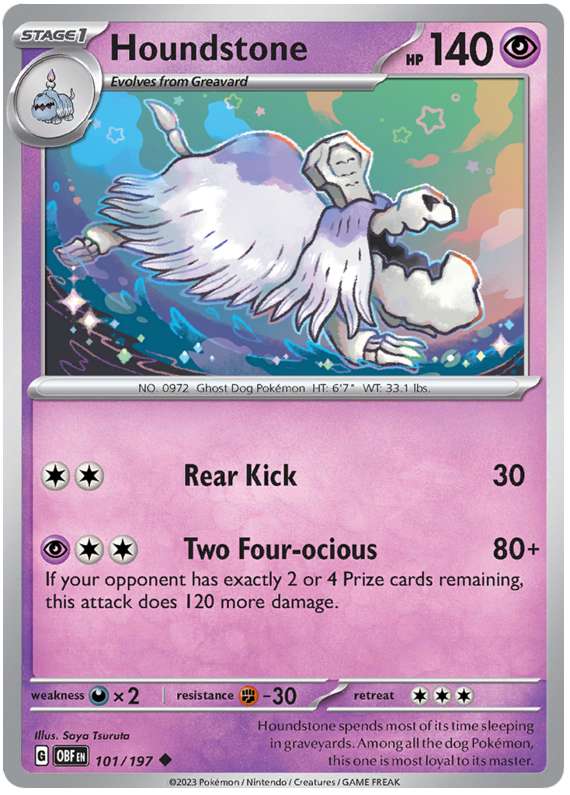 STAGE 1
Houndstone
HP 140
Evolves from Greavard
NO. 0972 Ghost Dog Pokémon HT: 6'7" WT: 33.1 lbs.
Rear Kick 30
Two Four-ocious 80+
If your opponent has exactly 2 or 4 Prize cards remaining,
this attack does 120 more damage.
weakness ×2 resistance -30 retreat
Illus. Saya Tsuruta
G OBF EN 101/197
Houndstone spends most of its time sleeping
in graveyards. Among all the dog Pokémon,
this one is most loyal to its master.
©2023 Pokémon / Nintendo / Creatures / GAME FREAK